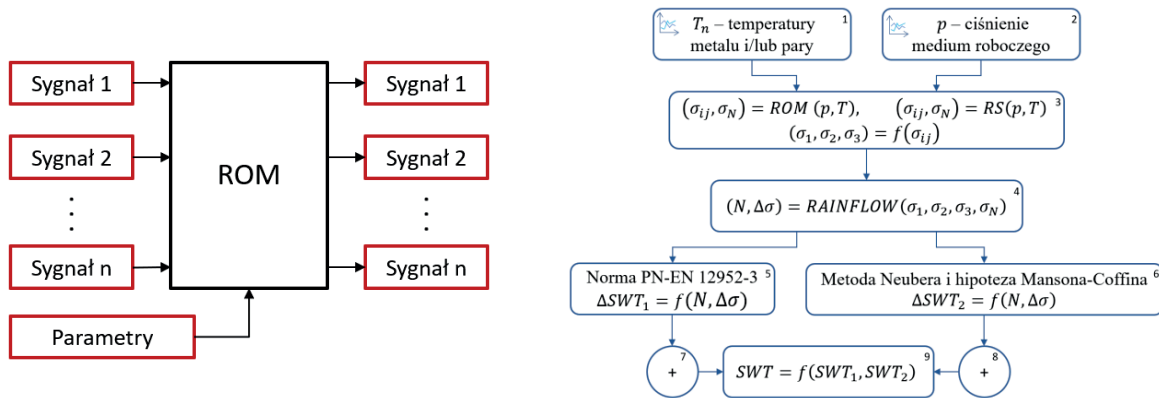 Sygnał 1
Sygnał 1
Sygnał 2
ROM
Sygnał 2
Sygnał n
Sygnał n
Parametry
T_n – temperatury 1
metalu i/lub pary
p – ciśnienie 2
medium roboczego
(σ_ij, σ_N) = ROM (p, T), (σ_ij, σ_N) = RS(p, T) 3
(σ_1, σ_2, σ_3) = f(σ_ij)
(N, Δσ) = RAINFLOW(σ_1, σ_2, σ_3, σ_N) 4
Norma PN-EN 12952-3 5
ΔSWT_1 = f(N, Δσ)
Metoda Neubera i hipoteza Mansona-Coffina 6
ΔSWT_2 = f(N, Δσ)
+ 7
SWT = f(SWT_1, SWT_2) 9
+ 8